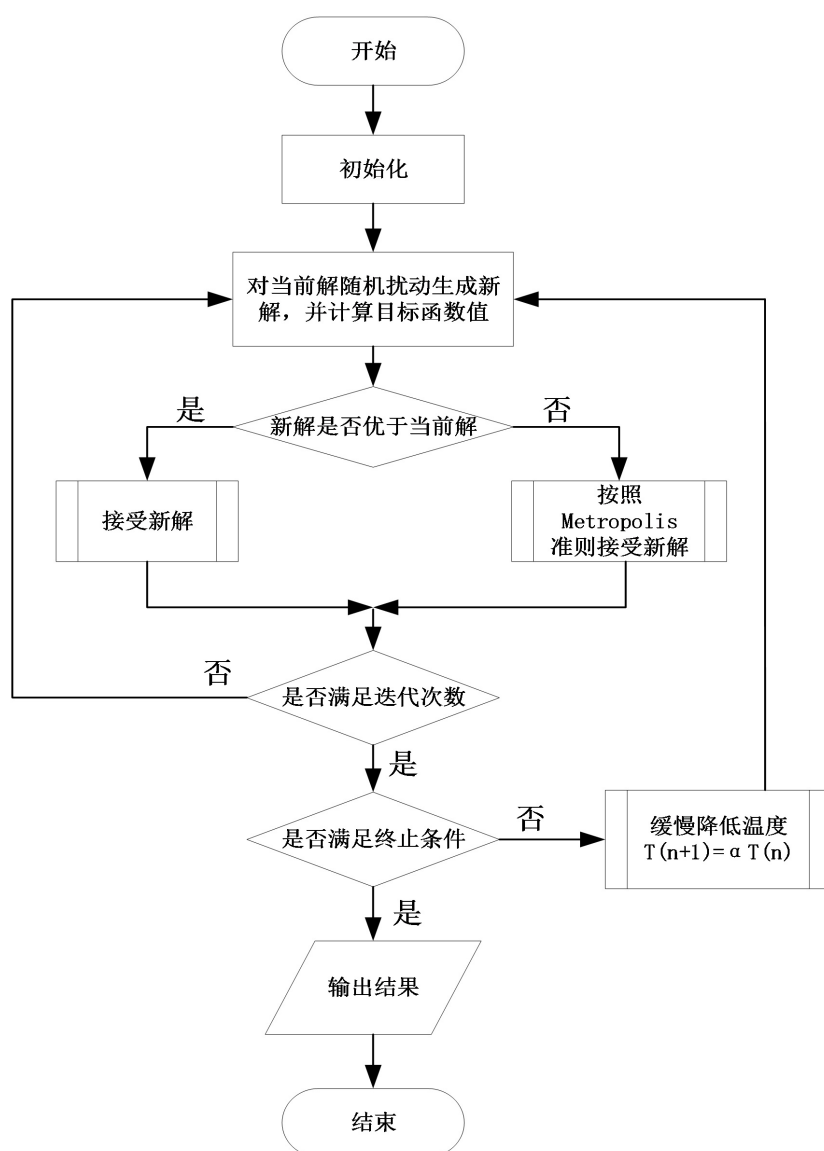 开始
初始化
对当前解随机扰动生成新
解，并计算目标函数值
新解是否优于当前解
是
否
接受新解
按照
Metropolis
准则接受新解
是否满足迭代次数
否
是
是否满足终止条件
否
缓慢降低温度
T(n+1)=αT(n)
是
输出结果
结束